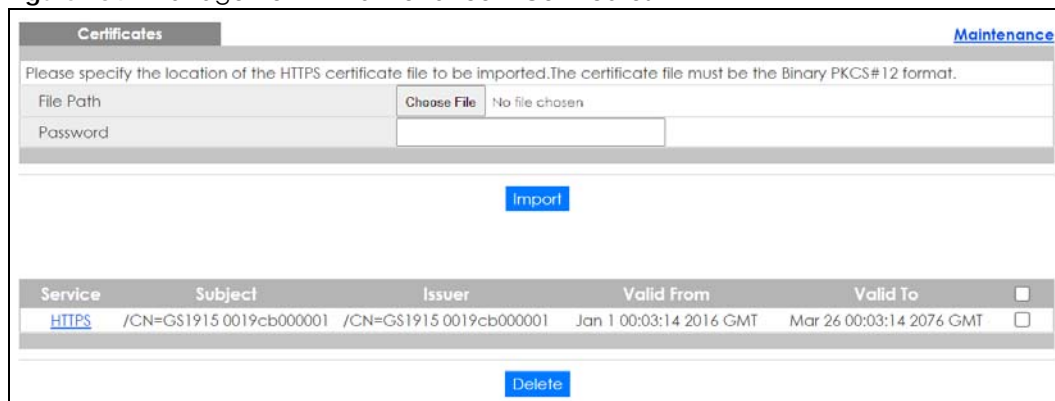 Certificates
Maintenance
Please specify the location of the HTTPS certificate file to be imported.The certificate file must be the Binary PKCS#12 format.
File Path Choose File No file chosen
Password
Import
Service Subject Issuer Valid From Valid To
HTTPS /CN=GS1915 0019cb000001 /CN=GS1915 0019cb000001 Jan 1 00:03:14 2016 GMT Mar 26 00:03:14 2076 GMT
Delete